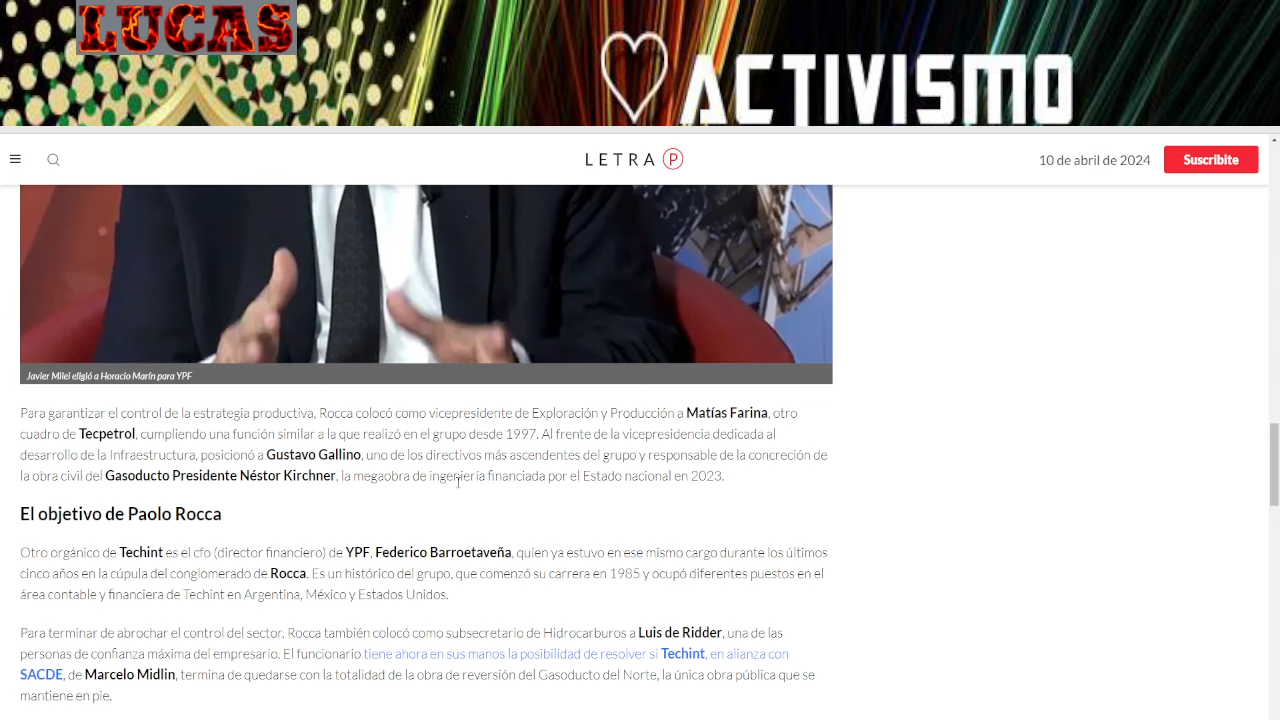 LUCAS
ACTIVISMO
LETRA P
10 de abril de 2024
Suscribite
Javier Milei eligió a Horacio Marín para YPF
Para garantizar el control de la estrategia productiva, Rocca colocó como vicepresidente de Exploración y Producción a Matías Farina, otro
cuadro de Tecpetrol, cumpliendo una función similar a la que realizó en el grupo desde 1997. Al frente de la vicepresidencia dedicada al
desarrollo de la Infraestructura, posicionó a Gustavo Gallino, uno de los directivos más ascendentes del grupo y responsable de la concreción de
la obra civil del Gasoducto Presidente Néstor Kirchner, la megaobra de ingeniería financiada por el Estado nacional en 2023.
El objetivo de Paolo Rocca
Otro orgánico de Techint es el cfo (director financiero) de YPF, Federico Barroetaveña, quien ya estuvo en ese mismo cargo durante los últimos
cinco años en la cúpula del conglomerado de Rocca. Es un histórico del grupo, que comenzó su carrera en 1985 y ocupó diferentes puestos en el
área contable y financiera de Techint en Argentina, México y Estados Unidos.
Para terminar de abrochar el control del sector, Rocca también colocó como subsecretario de Hidrocarburos a Luis de Ridder, una de las
personas de confianza máxima del empresario. El funcionario tiene ahora en sus manos la posibilidad de resolver si Techint, en alianza con
SACDE, de Marcelo Midlin, termina de quedarse con la totalidad de la obra de reversión del Gasoducto del Norte, la única obra pública que se
mantiene en pie.